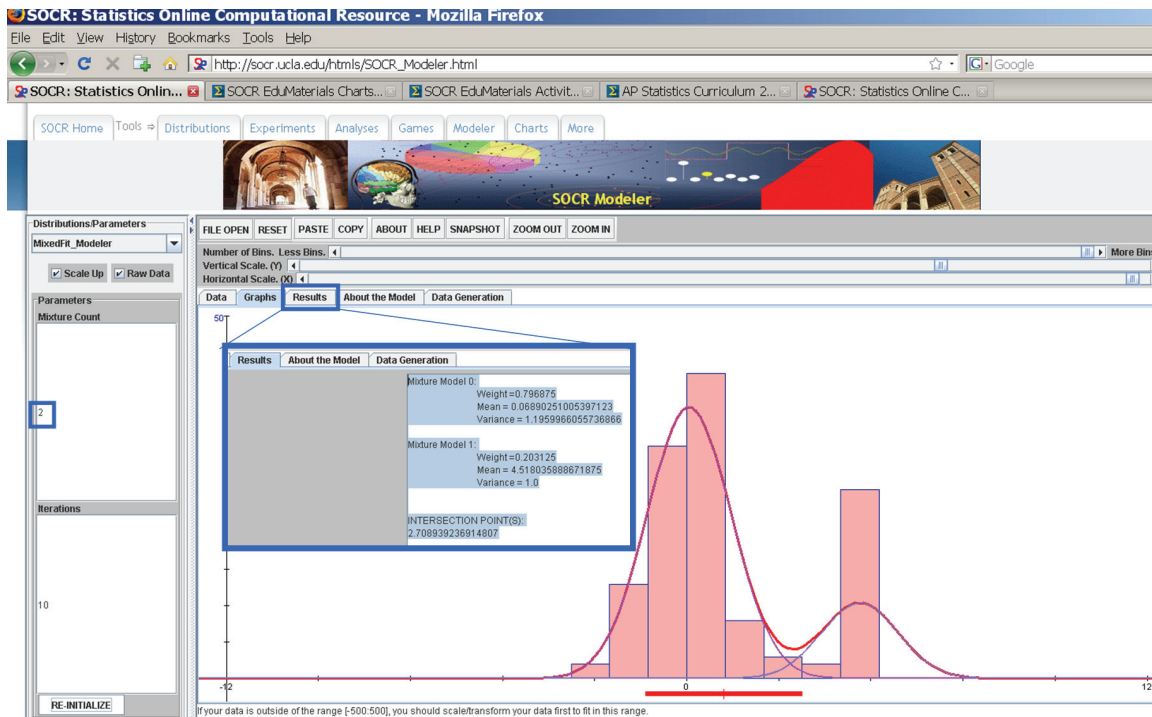 SOCR: Statistics Online Computational Resource - Mozilla Firefox
File Edit View History Bookmarks Tools Help
http://socr.ucla.edu/htmls/SOCR_Modeler.html
G Google
SOCR: Statistics Onlin...
SOCR EduMaterials Charts...
SOCR EduMaterials Activit...
AP Statistics Curriculum 2...
SOCR: Statistics Online C...
SOCR Home Tools ⇒ Distributions Experiments Analyses Games Modeler Charts More
SOCR Modeler
Distributions/Parameters
MixedFit_Modeler
Scale Up Raw Data
Parameters
Mixture Count
2
Iterations
10
RE-INITIALIZE
FILE OPEN RESET PASTE COPY ABOUT HELP SNAPSHOT ZOOM OUT ZOOM IN
Number of Bins. Less Bins. More Bins
Vertical Scale. (Y)
Horizontal Scale. (X)
Data Graphs Results About the Model Data Generation
50
Results About the Model Data Generation
Mixture Model 0:
Weight=0.796875
Mean = 0.06890251005397123
Variance = 1.1959966055736866
Mixture Model 1:
Weight=0.203125
Mean = 4.518035888671875
Variance = 1.0
INTERSECTION POINT(S):
2.708939236914807
-12 0 12
If your data is outside of the range [-500:500], you should scale/transform your data first to fit in this range.